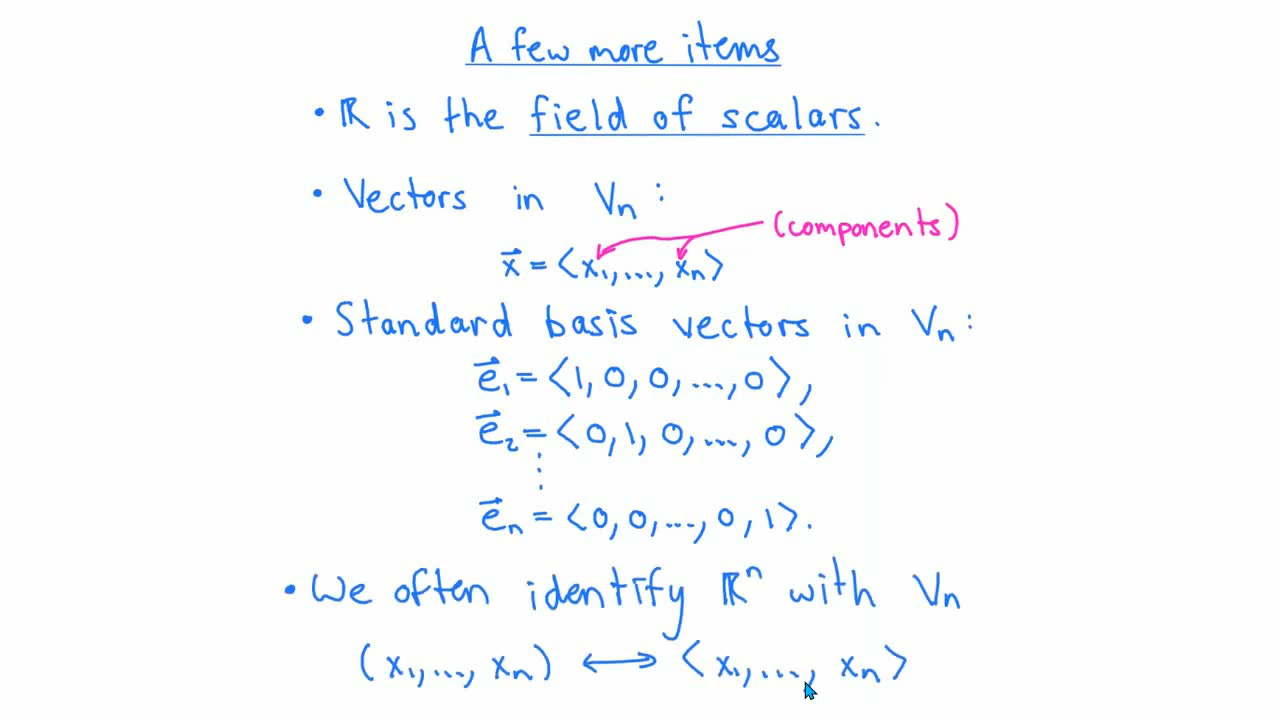 A few more items
• ℝ is the field of scalars.
• Vectors in Vₙ:
(components)
x⃗ = ⟨x₁,..., xₙ⟩
• Standard basis vectors in Vₙ:
e⃗₁ = ⟨1, 0, 0, ..., 0⟩,
e⃗₂ = ⟨0, 1, 0, ..., 0⟩,
⋮
e⃗ₙ = ⟨0, 0, ..., 0, 1⟩.
• We often identify ℝⁿ with Vₙ
(x₁,..., xₙ) ⟷ ⟨x₁,..., xₙ⟩